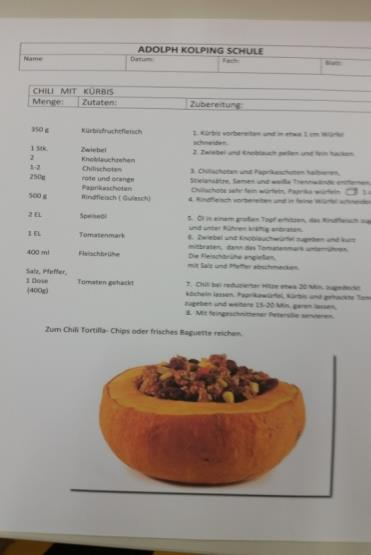 ADOLPH KOLPING SCHULE
Name: Datum: Fach: Blatt:
CHILI MIT KÜRBIS
Menge: Zutaten: Zubereitung:
350 g Kürbisfruchtfleisch 1. Kürbis vorbereiten und in etwa 1 cm Würfel
schneiden.
1 Stk. Zwiebel 2. Zwiebel und Knoblauch pellen und fein hacken.
2 Knoblauchzehen
1-2 Chilischoten 3. Chilischoten und Paprikaschoten halbieren,
250g rote und orange Stielansätze, Samen und weiße Trennwände entfernen,
Paprikaschoten Chilischote sehr fein würfeln, Paprika würfeln
500 g Rindfleisch ( Gulasch) 4. Rindfleisch vorbereiten und in feine Würfel schneiden
2 EL Speiseöl 5. Öl in einem großen Topf erhitzen, das Rindfleisch
und unter Rühren kräftig anbraten.
1 EL Tomatenmark 6. Zwiebel und Knoblauchwürfel zugeben und kurz
mitbraten, dann das Tomatenmark unterrühren.
400 ml Fleischbrühe Die Fleischbrühe angießen,
mit Salz und Pfeffer abschmecken.
Salz, Pfeffer,
1 Dose Tomaten gehackt 7. Chili bei reduzierter Hitze etwa 20 Min. zugedeckt
(400g) köcheln lassen. Paprikawürfel, Kürbis und gehackte
zugeben und weitere 15-20 Min. garen lassen,
8. Mit feingeschnittener Petersilie servieren.
Zum Chili Tortilla- Chips oder frisches Baguette reichen.